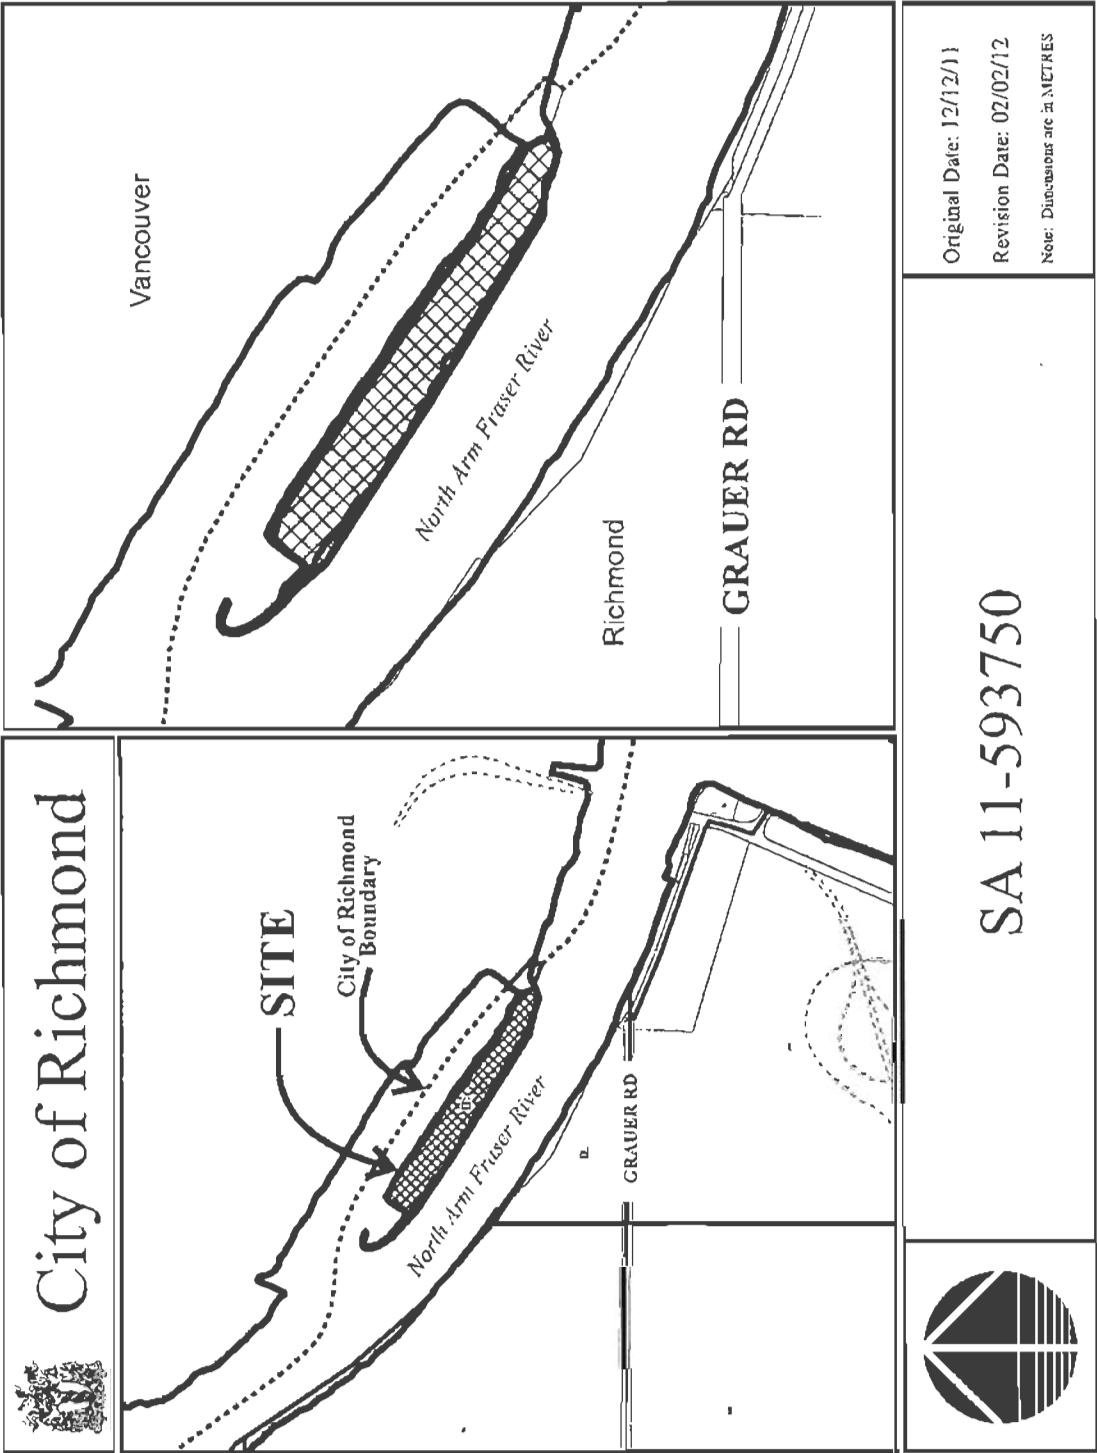 City of Richmond
SITE
City of Richmond
Boundary
North Arm Fraser River
GRAUER RD
Vancouver
North Arm Fraser River
Richmond
GRAUER RD
SA 11-593750
Original Date: 12/12/11
Revision Date: 02/02/12
Note: Dimensions are in METRES